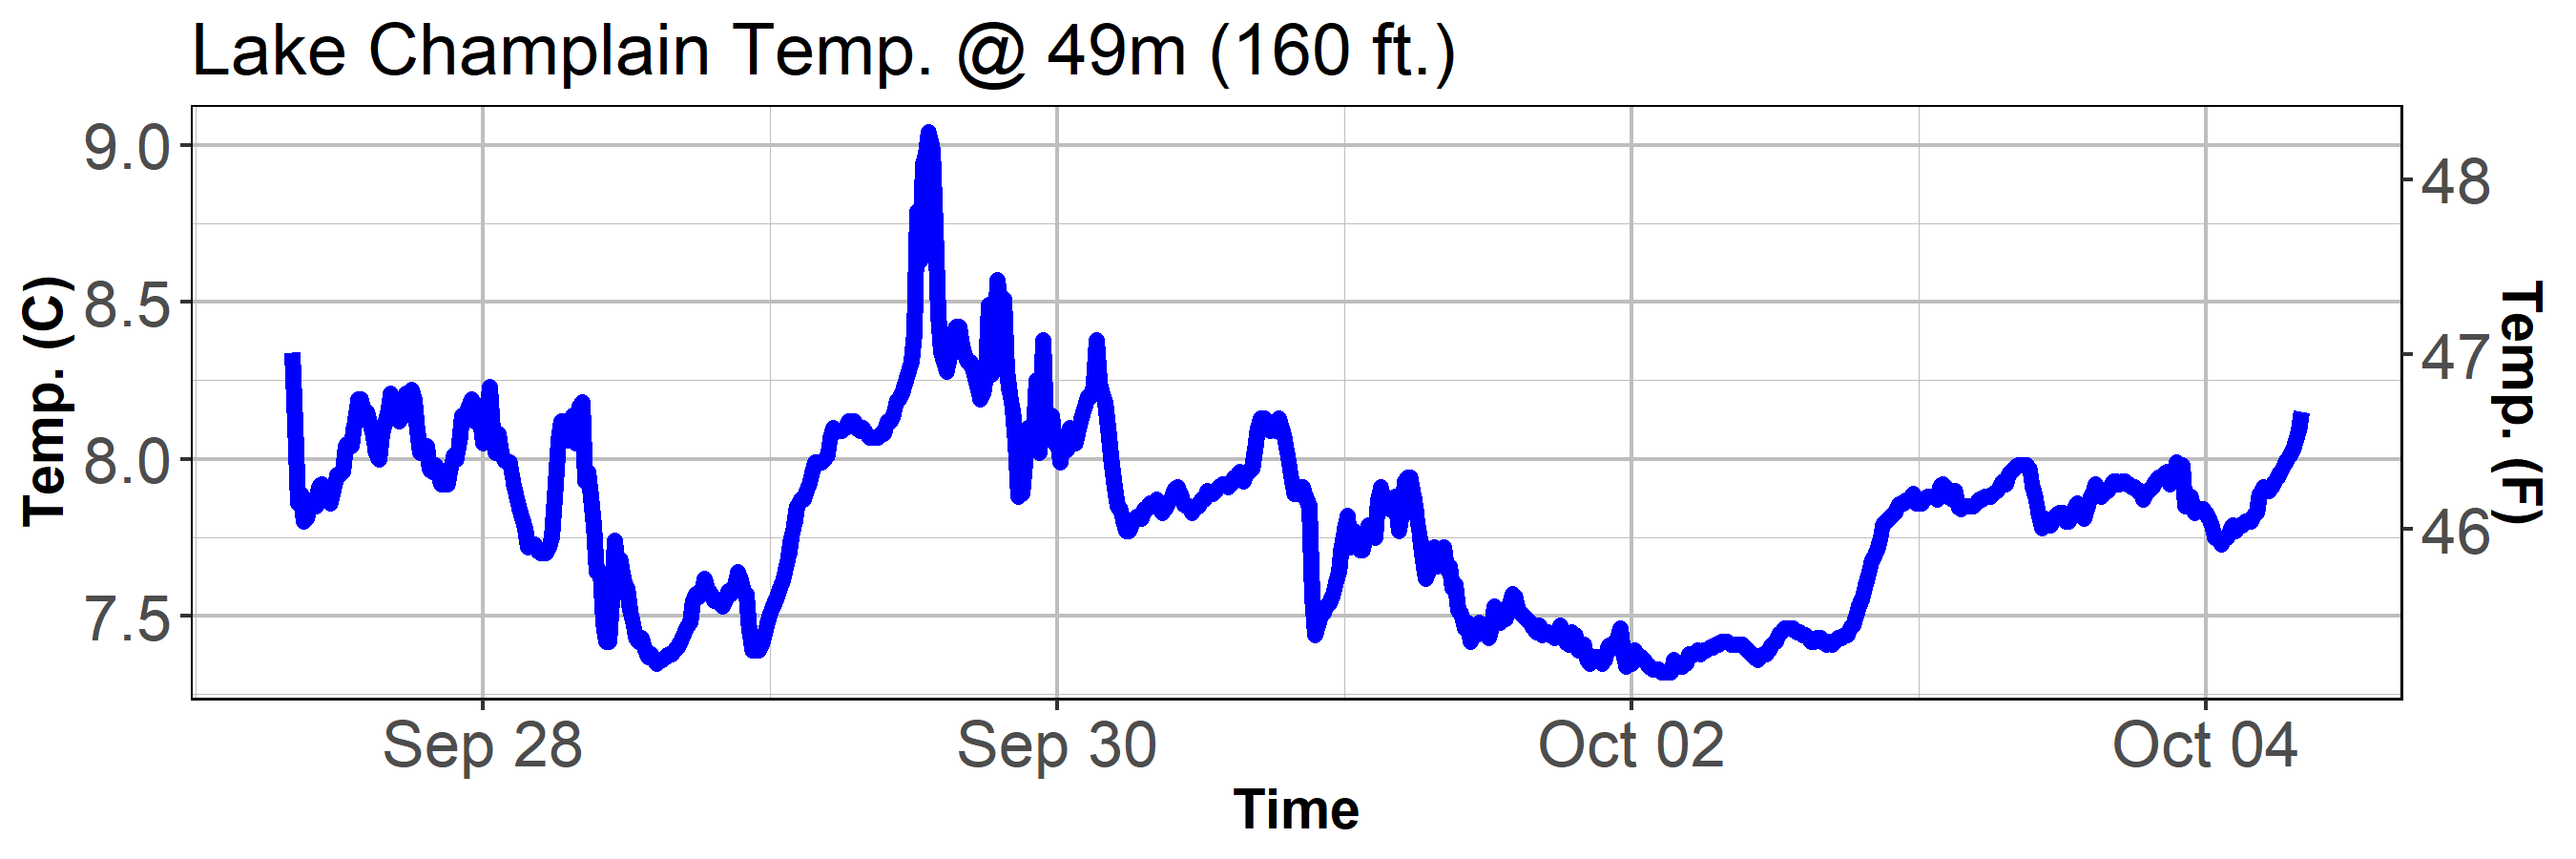 Lake Champlain Temp. @ 49m (160 ft.)
9.0
8.5
8.0
7.5
Temp. (C)
48
47
46
Temp. (F)
Sep 28 Sep 30 Oct 02 Oct 04
Time